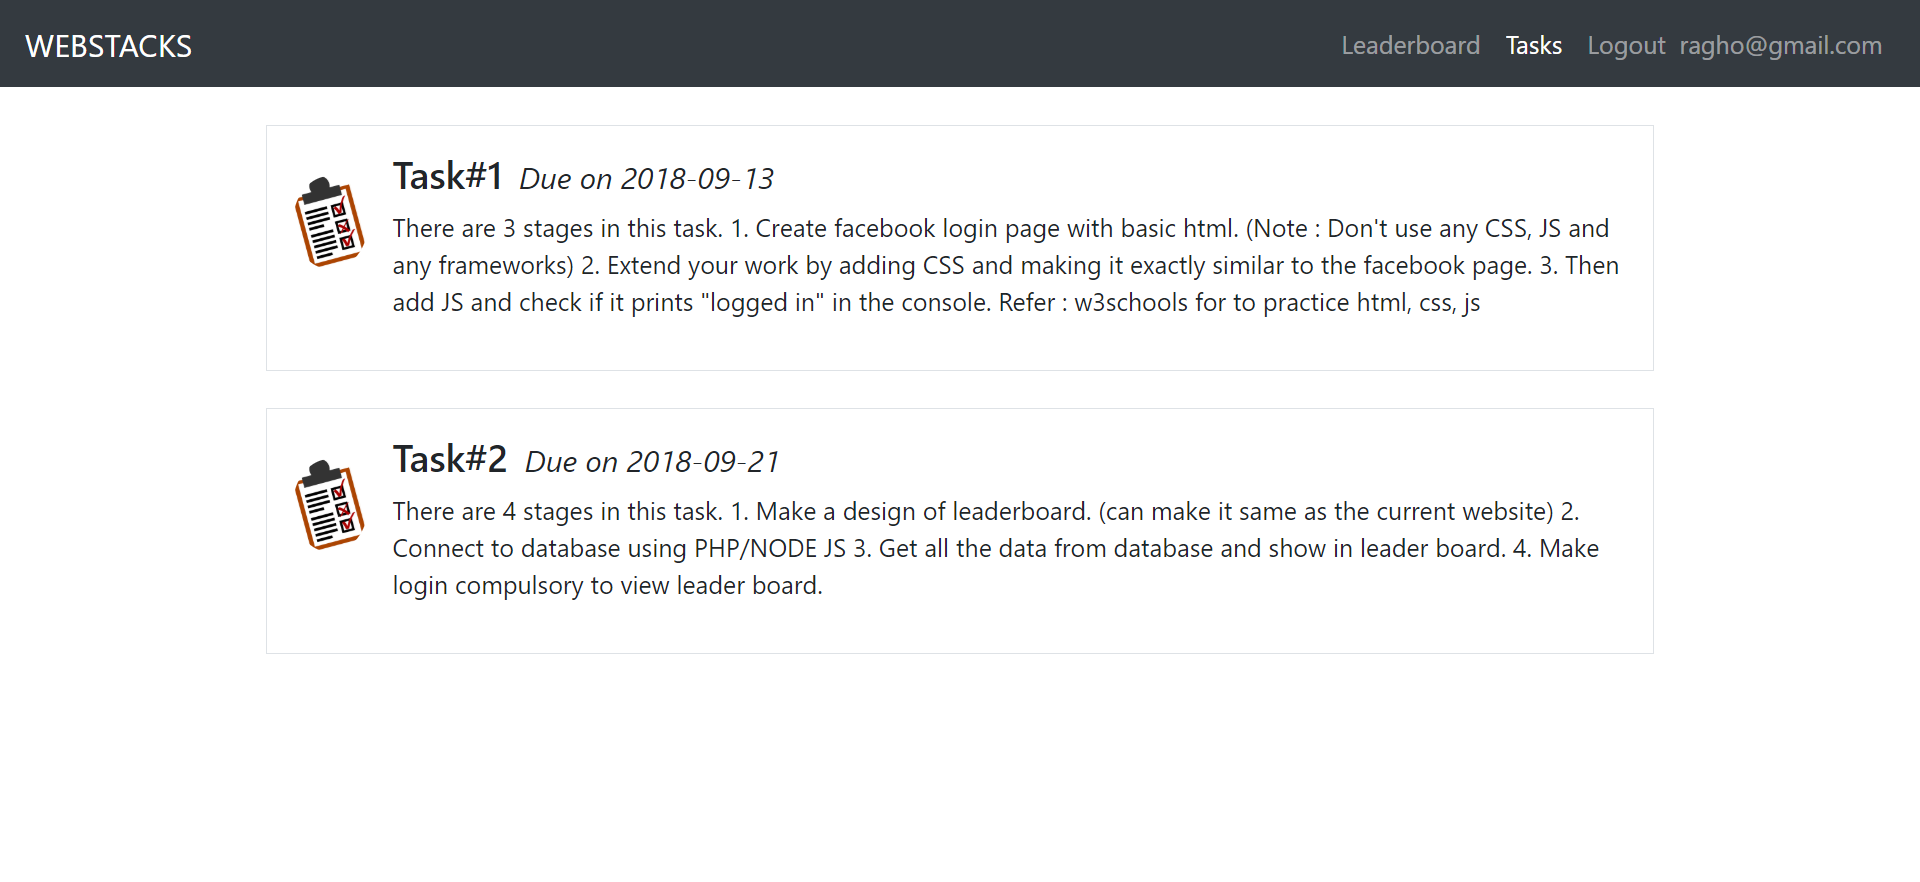 WEBSTACKS
Leaderboard Tasks Logout ragho@gmail.com
Task#1 Due on 2018-09-13
There are 3 stages in this task. 1. Create facebook login page with basic html. (Note : Don't use any CSS, JS and
any frameworks) 2. Extend your work by adding CSS and making it exactly similar to the facebook page. 3. Then
add JS and check if it prints "logged in" in the console. Refer : w3schools for to practice html, css, js
Task#2 Due on 2018-09-21
There are 4 stages in this task. 1. Make a design of leaderboard. (can make it same as the current website) 2.
Connect to database using PHP/NODE JS 3. Get all the data from database and show in leader board. 4. Make
login compulsory to view leader board.